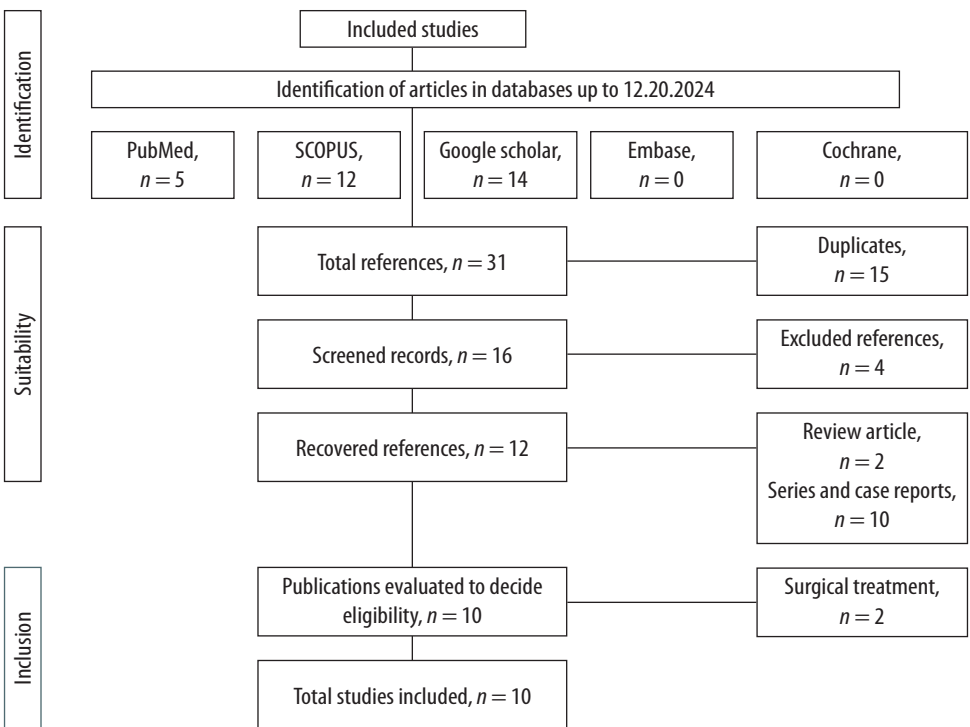 Identification
Included studies
Identification of articles in databases up to 12.20.2024
PubMed,
n = 5
SCOPUS,
n = 12
Google scholar,
n = 14
Embase,
n = 0
Cochrane,
n = 0
Suitability
Total references, n = 31
Duplicates,
n = 15
Screened records, n = 16
Excluded references,
n = 4
Recovered references, n = 12
Review article,
n = 2
Series and case reports,
n = 10
Inclusion
Publications evaluated to decide
eligibility, n = 10
Surgical treatment,
n = 2
Total studies included, n = 10